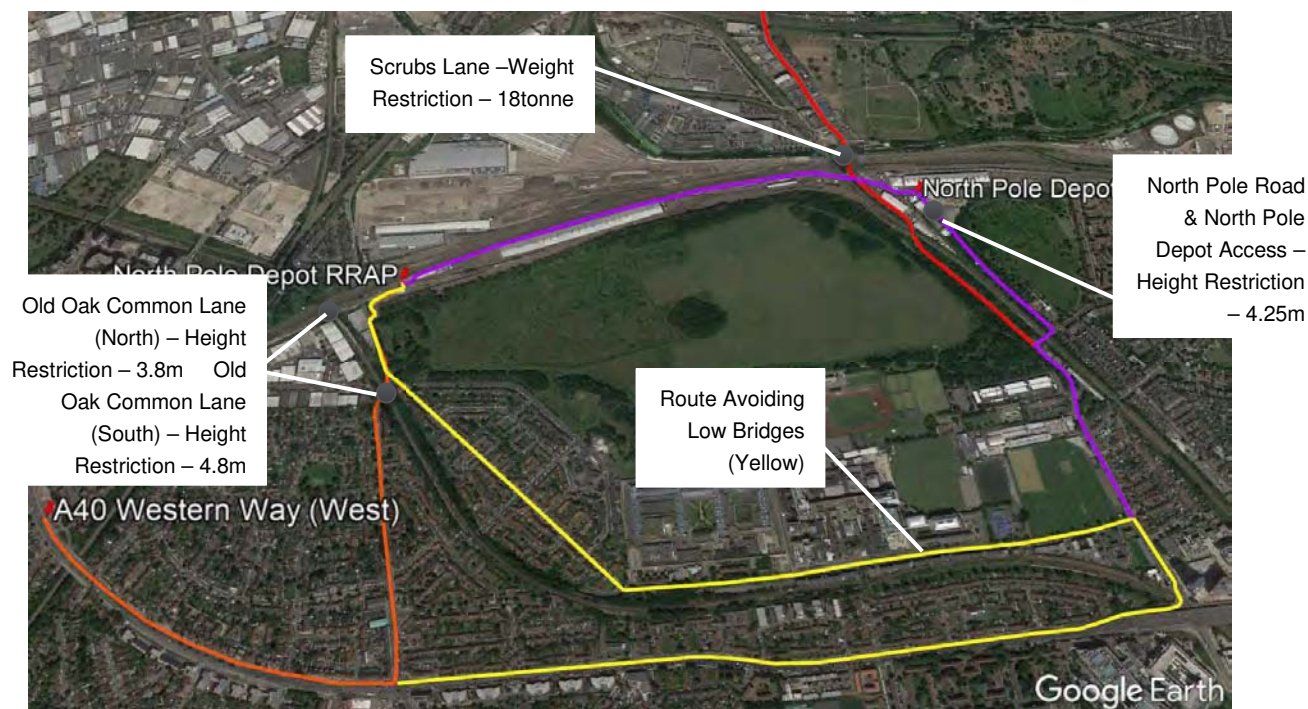 Scrubs Lane –Weight
Restriction – 18tonne
North Pole Depot
North Pole Road
& North Pole
Depot Access –
Height Restriction
– 4.25m
North Pole Depot RRAP
Old Oak Common Lane
(North) – Height
Restriction – 3.8m Old
Oak Common Lane
(South) – Height
Restriction – 4.8m
Route Avoiding
Low Bridges
(Yellow)
A40 Western Way (West)
Google Earth